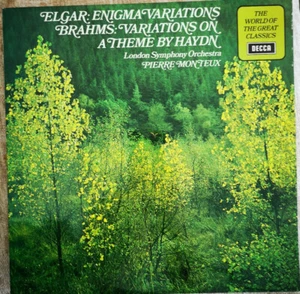 ELGAR: ENIGMA VARIATIONS
BRAHMS: VARIATIONS ON
A THEME BY HAYDN
London Symphony Orchestra
PIERRE MONTEUX
THE
WORLD OF
THE GREAT
CLASSICS
DECCA